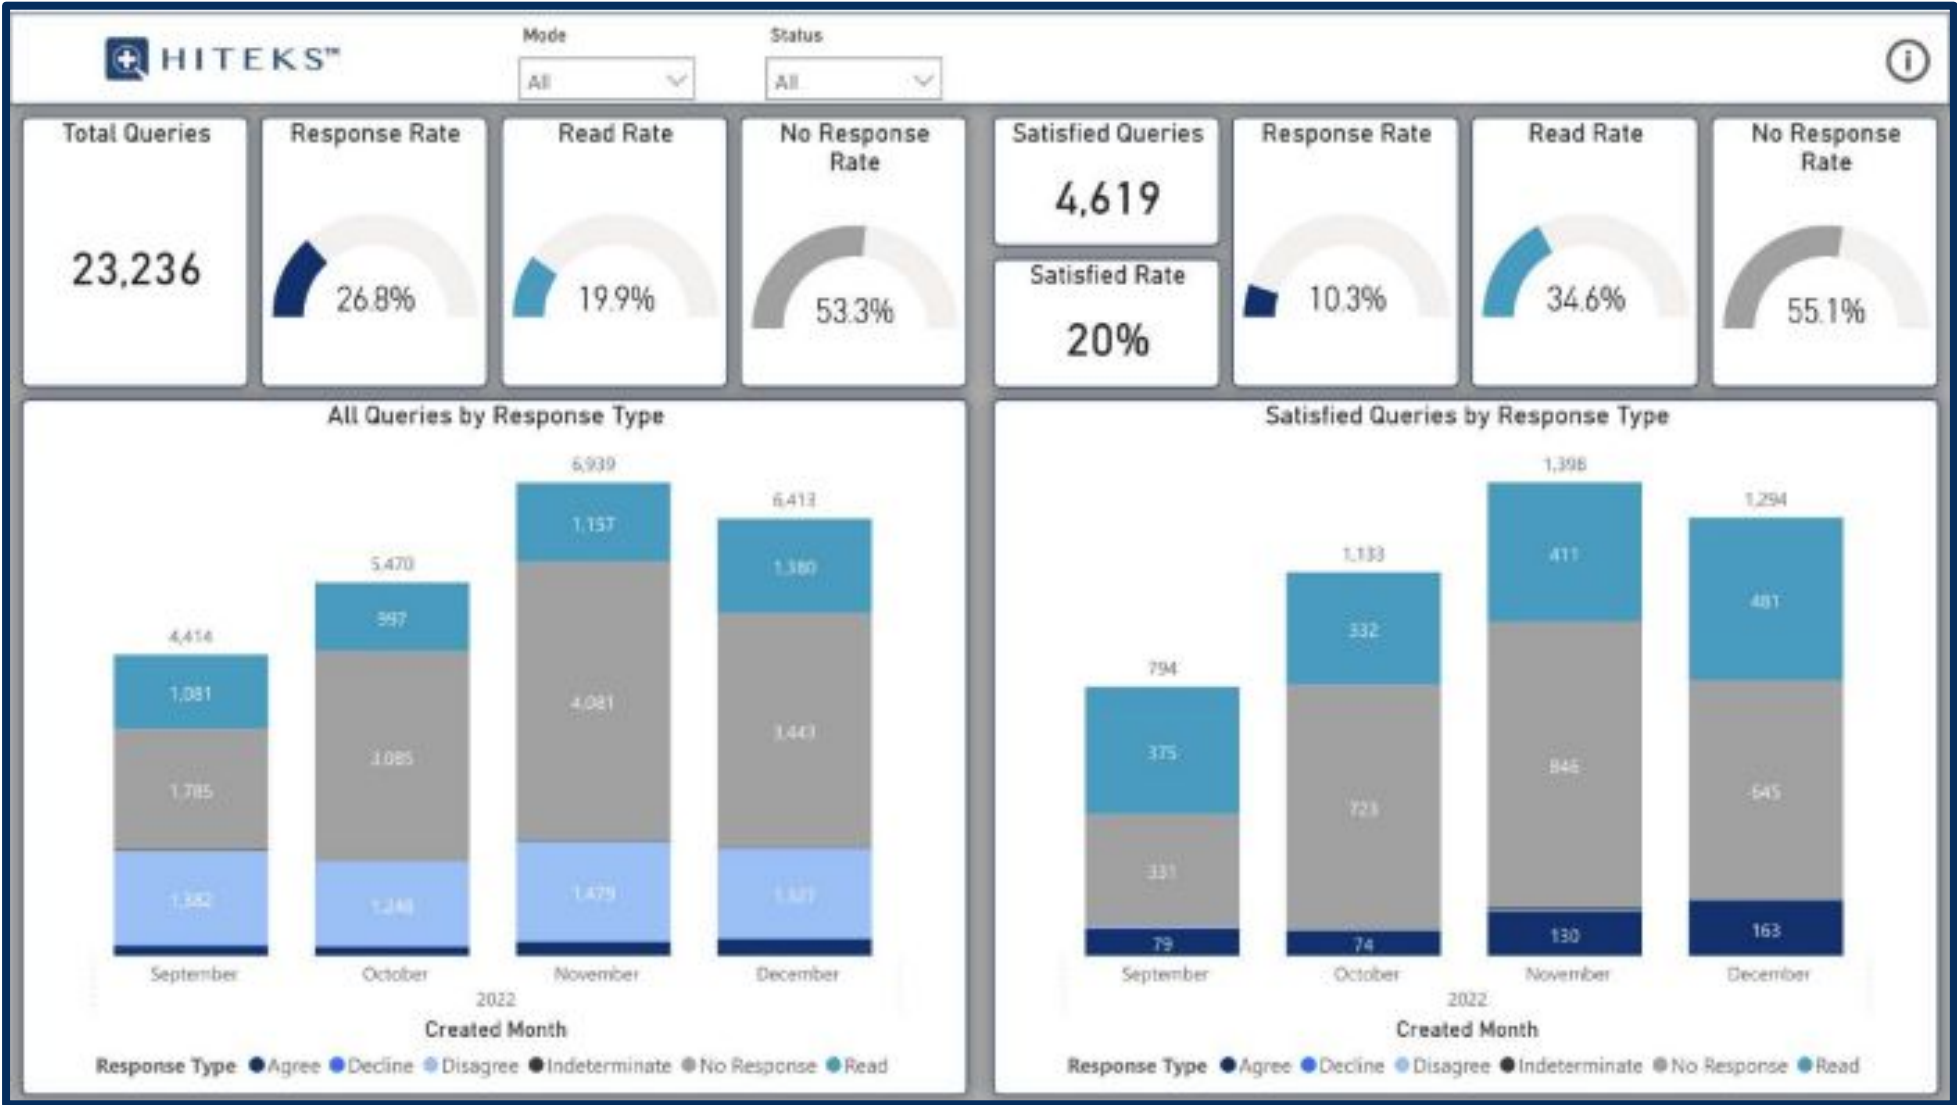 HITEKS™
Mode
All
Status
All
Total Queries
23,236
Response Rate
26.8%
Read Rate
19.9%
No Response
Rate
53.3%
Satisfied Queries
4,619
Satisfied Rate
20%
Response Rate
10.3%
Read Rate
34.6%
No Response
Rate
55.1%
All Queries by Response Type
4,414
1,081
1,785
1,382
5,470
997
3,085
6,939
1,157
4,081
1,479
6,413
1,380
3,443
September October November December
2022
Created Month
Response Type Agree Decline Disagree Indeterminate No Response Read
Satisfied Queries by Response Type
794
375
331
79
1,133
332
723
74
1,398
411
846
130
1,294
481
645
163
September October November December
2022
Created Month
Response Type Agree Decline Disagree Indeterminate No Response Read